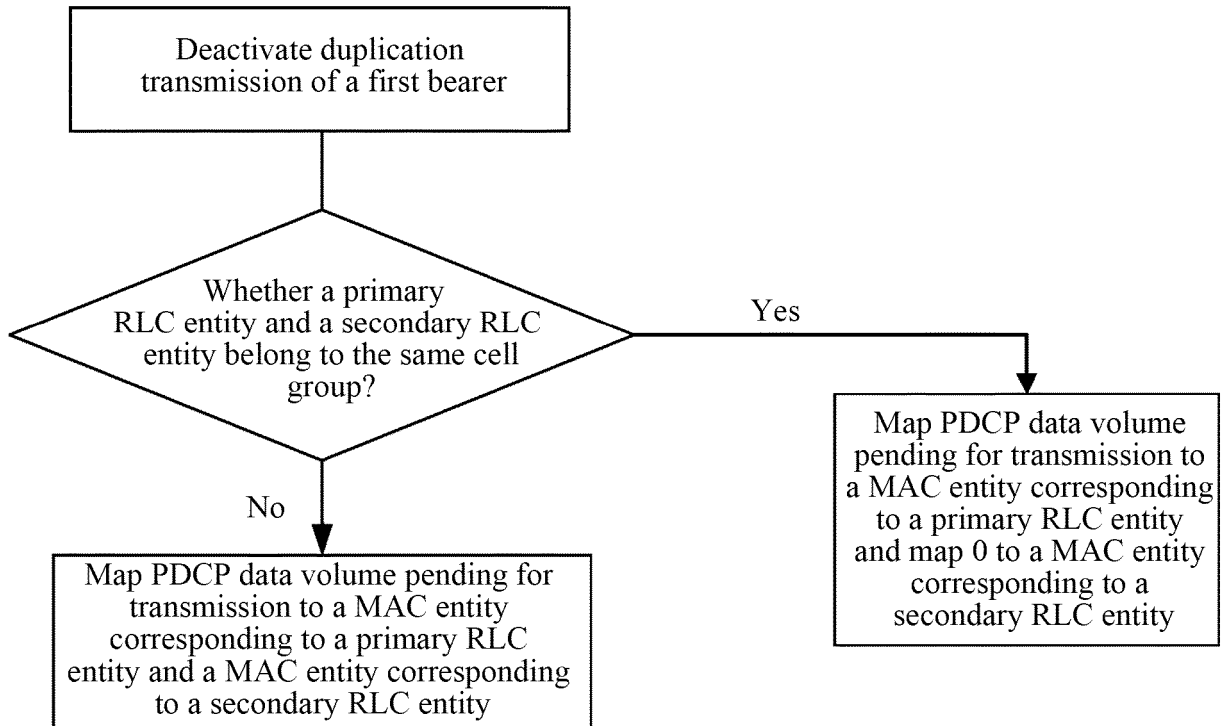 Deactivate duplication
transmission of a first bearer
Whether a primary
RLC entity and a secondary RLC
entity belong to the same cell
group?
Yes
Map PDCP data volume
pending for transmission to
a MAC entity corresponding
to a primary RLC entity
and map 0 to a MAC entity
corresponding to a
secondary RLC entity
No
Map PDCP data volume pending for
transmission to a MAC entity
corresponding to a primary RLC
entity and a MAC entity corresponding
to a secondary RLC entity